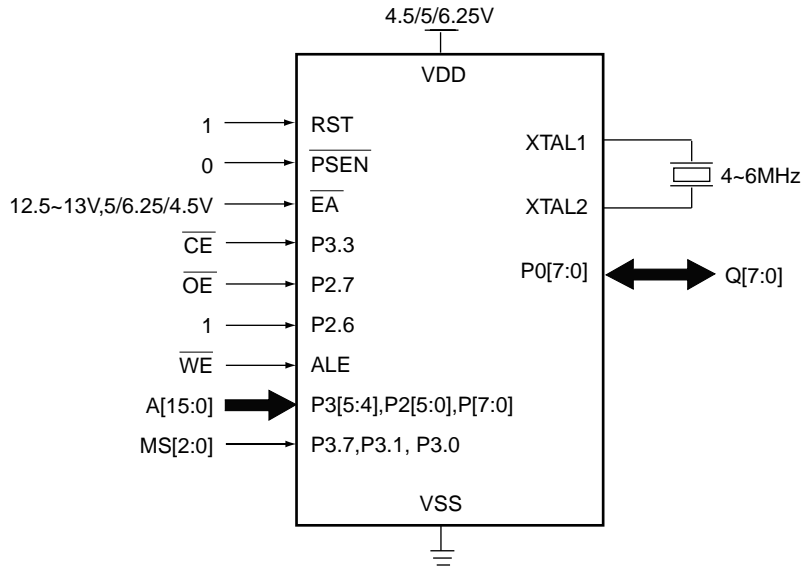 4.5/5/6.25V
VDD
1 RST
0 PSEN
12.5~13V,5/6.25/4.5V EA
CE P3.3
OE P2.7
1 P2.6
WE ALE
A[15:0] P3[5:4],P2[5:0],P[7:0]
MS[2:0] P3.7,P3.1, P3.0
XTAL1
4~6MHz
XTAL2
P0[7:0] Q[7:0]
VSS